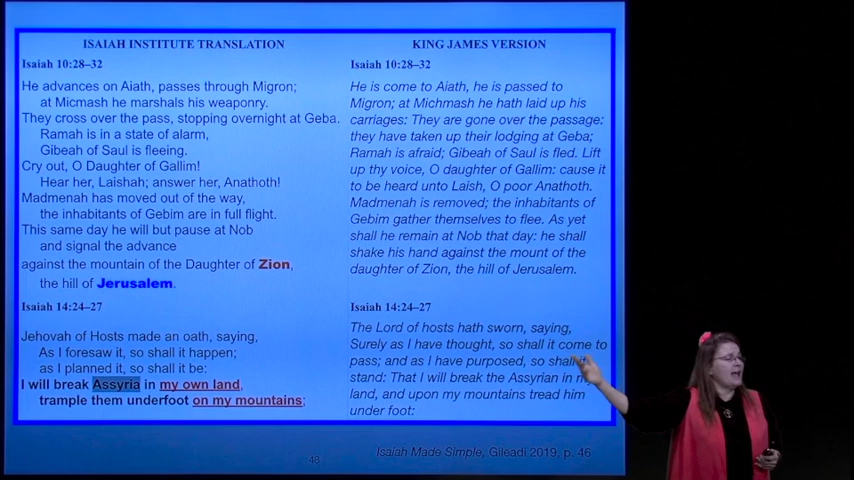 ISAIAH INSTITUTE TRANSLATION
Isaiah 10:28–32
He advances on Aiath, passes through Migron;
at Micmash he marshals his weaponry.
They cross over the pass, stopping overnight at Geba.
Ramah is in a state of alarm,
Gibeah of Saul is fleeing.
Cry out, O Daughter of Gallim!
Hear her, Laishah; answer her, Anathoth!
Madmenah has moved out of the way,
the inhabitants of Gebim are in full flight.
This same day he will but pause at Nob
and signal the advance
against the mountain of the Daughter of Zion,
the hill of Jerusalem.
Isaiah 14:24–27
Jehovah of Hosts made an oath, saying,
As I foresaw it, so shall it happen;
as I planned it, so shall it be:
I will break Assyria in my own land,
trample them underfoot on my mountains;
KING JAMES VERSION
Isaiah 10:28–32
He is come to Aiath, he is passed to
Migron; at Michmash he hath laid up his
carriages: They are gone over the passage:
they have taken up their lodging at Geba;
Ramah is afraid; Gibeah of Saul is fled. Lift
up thy voice, O daughter of Gallim: cause it
to be heard unto Laish, O poor Anathoth.
Madmenah is removed; the inhabitants of
Gebim gather themselves to flee. As yet
shall he remain at Nob that day: he shall
shake his hand against the mount of the
daughter of Zion, the hill of Jerusalem.
Isaiah 14:24–27
The Lord of hosts hath sworn, saying,
Surely as I have thought, so shall it come to
pass; and as I have purposed, so shall
stand: That I will break the Assyrian in
land, and upon my mountains tread him
under foot:
Isaiah Made Simple, Gileadi 2019, p. 46
48